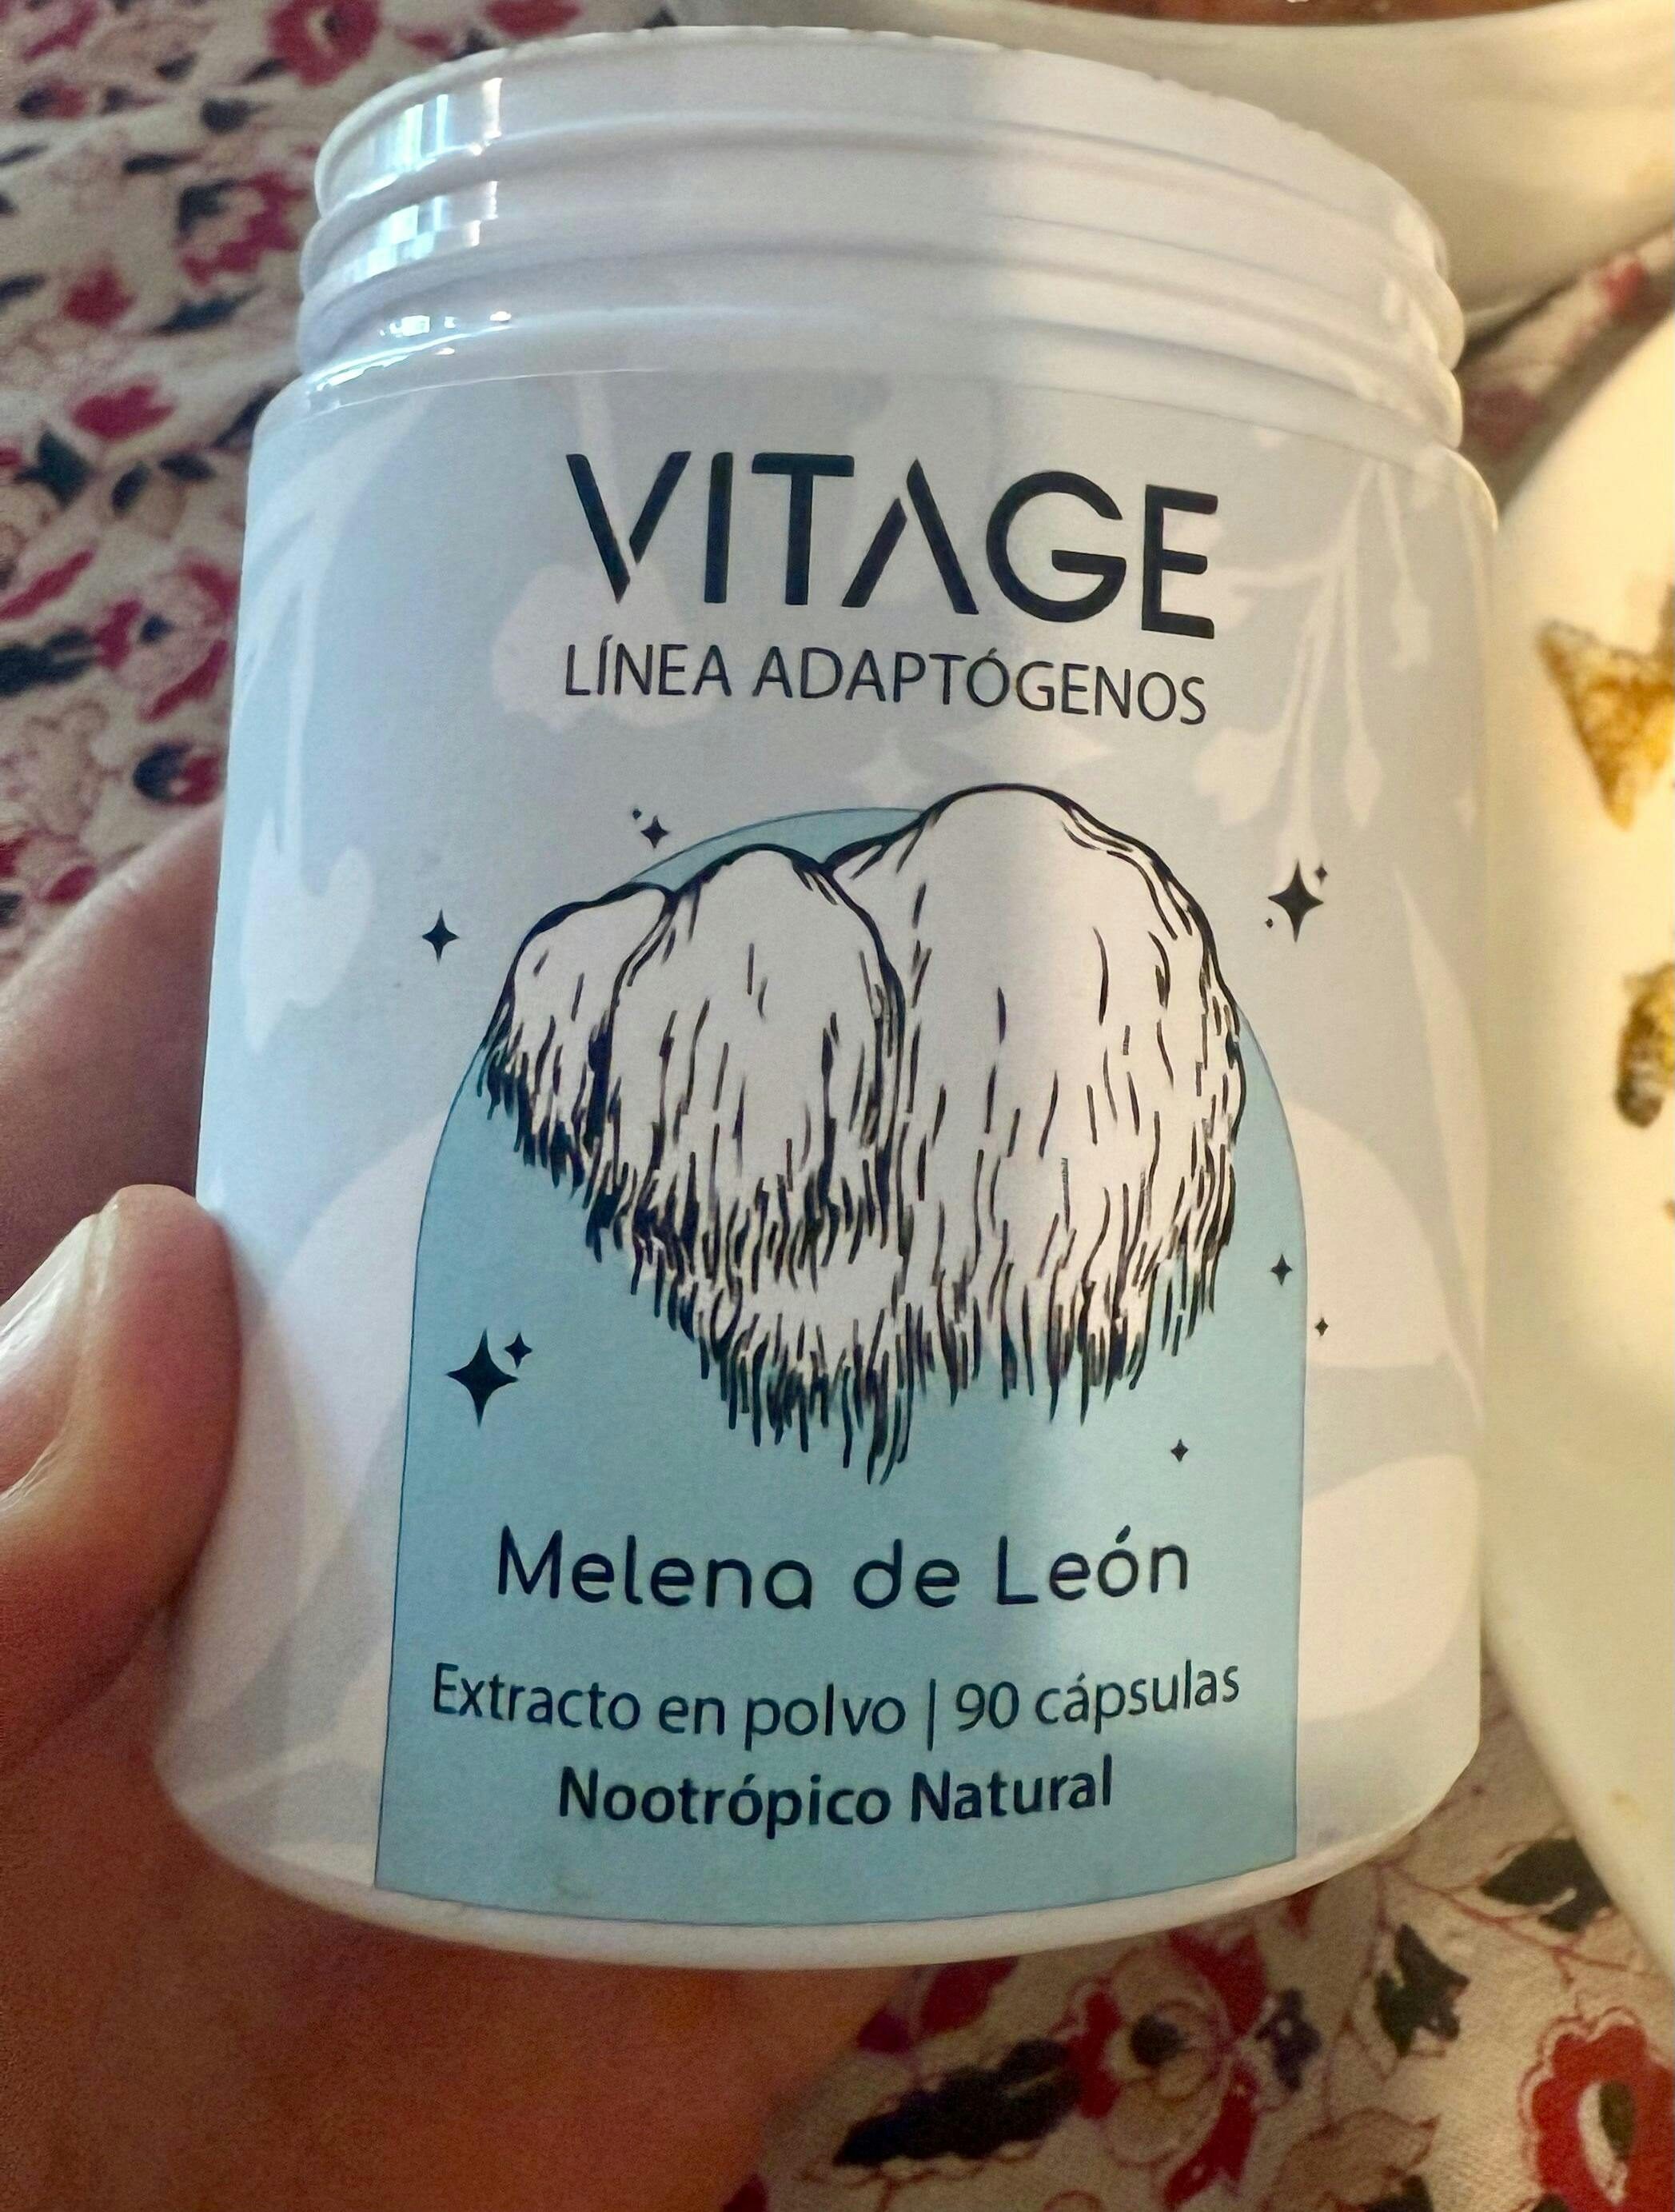 VITAGE
LÍNEA ADAPTÓGENOS
Melena de León
Extracto en polvo | 90 cápsulas
Nootrópico Natural